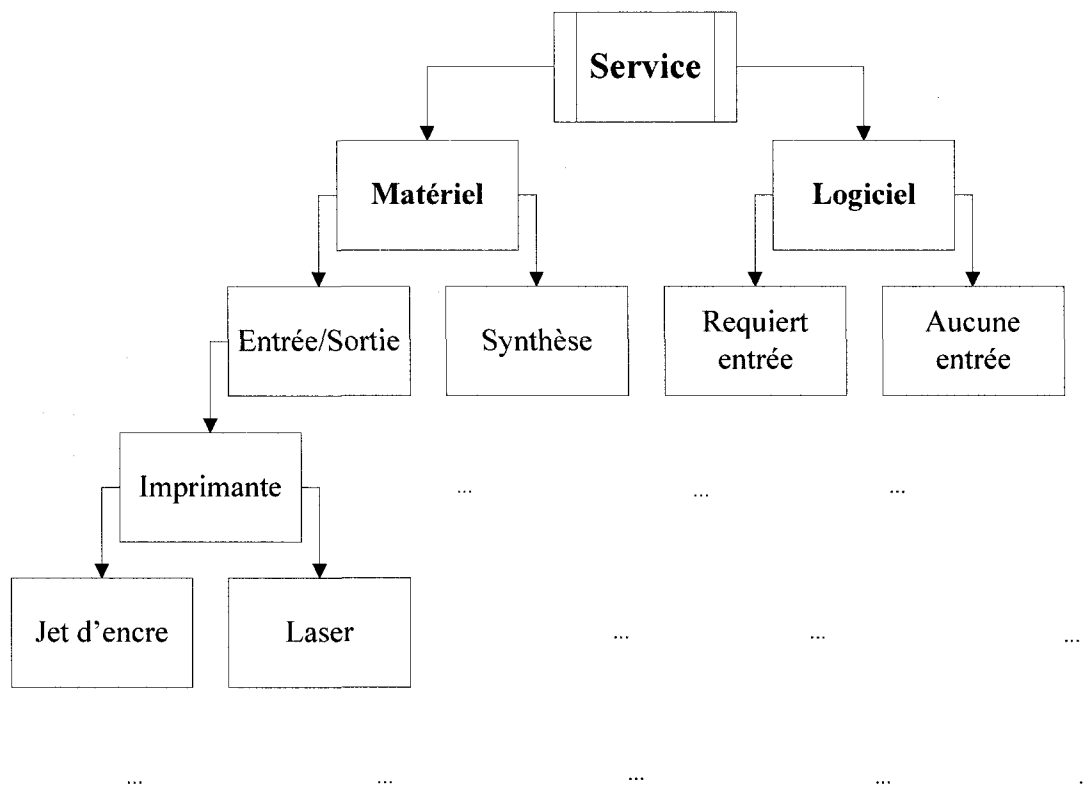 Service
Matériel
Logiciel
Entrée/Sortie
Synthèse
Requiert
entrée
Aucune
entrée
Imprimante
...
...
...
Jet d'encre
Laser
...
...
...
...
...
...
...
.